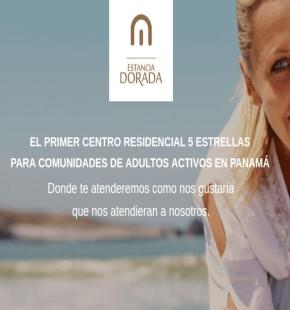 ESTANCIA
DORADA
EL PRIMER CENTRO RESIDENCIAL 5 ESTRELLAS
PARA COMUNIDADES DE ADULTOS ACTIVOS EN PANAMÁ
Donde te atenderemos como nos gustaría
que nos atendieran a nosotros.